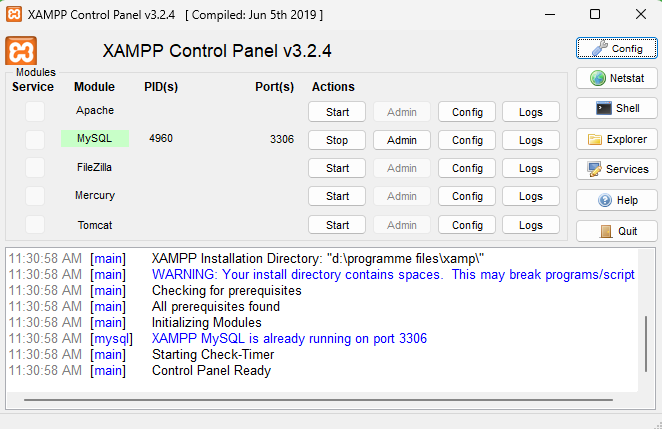 XAMPP Control Panel v3.2.4 [ Compiled: Jun 5th 2019 ]
XAMPP Control Panel v3.2.4
Config
Modules
Service Module PID(s) Port(s) Actions
Netstat
Apache Start Admin Config Logs
Shell
MySQL 4960 3306 Stop Admin Config Logs
Explorer
FileZilla Start Admin Config Logs
Services
Mercury Start Admin Config Logs
Help
Tomcat Start Admin Config Logs
Quit
11:30:58 AM [main] XAMPP Installation Directory: "d:\programme files\xamp\"
11:30:58 AM [main] WARNING: Your install directory contains spaces. This may break programs/script
11:30:58 AM [main] Checking for prerequisites
11:30:58 AM [main] All prerequisites found
11:30:58 AM [main] Initializing Modules
11:30:58 AM [mysql] XAMPP MySQL is already running on port 3306
11:30:58 AM [main] Starting Check-Timer
11:30:58 AM [main] Control Panel Ready